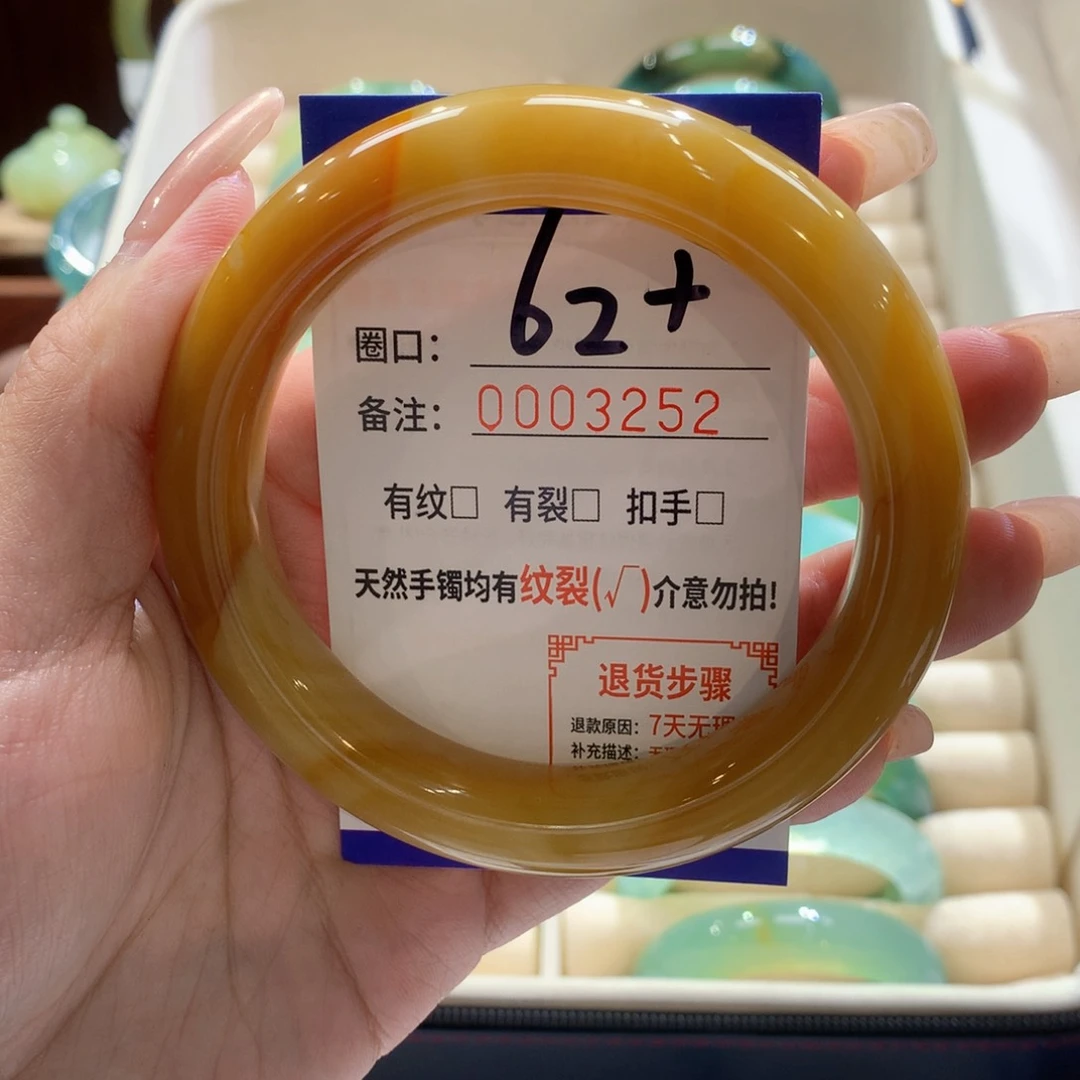 圈口： 62+
备注： 0003252
有纹□ 有裂□ 扣手□
天然手镯均有纹裂(√)介意勿拍!
退货步骤
退款原因：7天无理
补充描述：